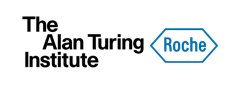 The
Alan Turing
Institute
Roche